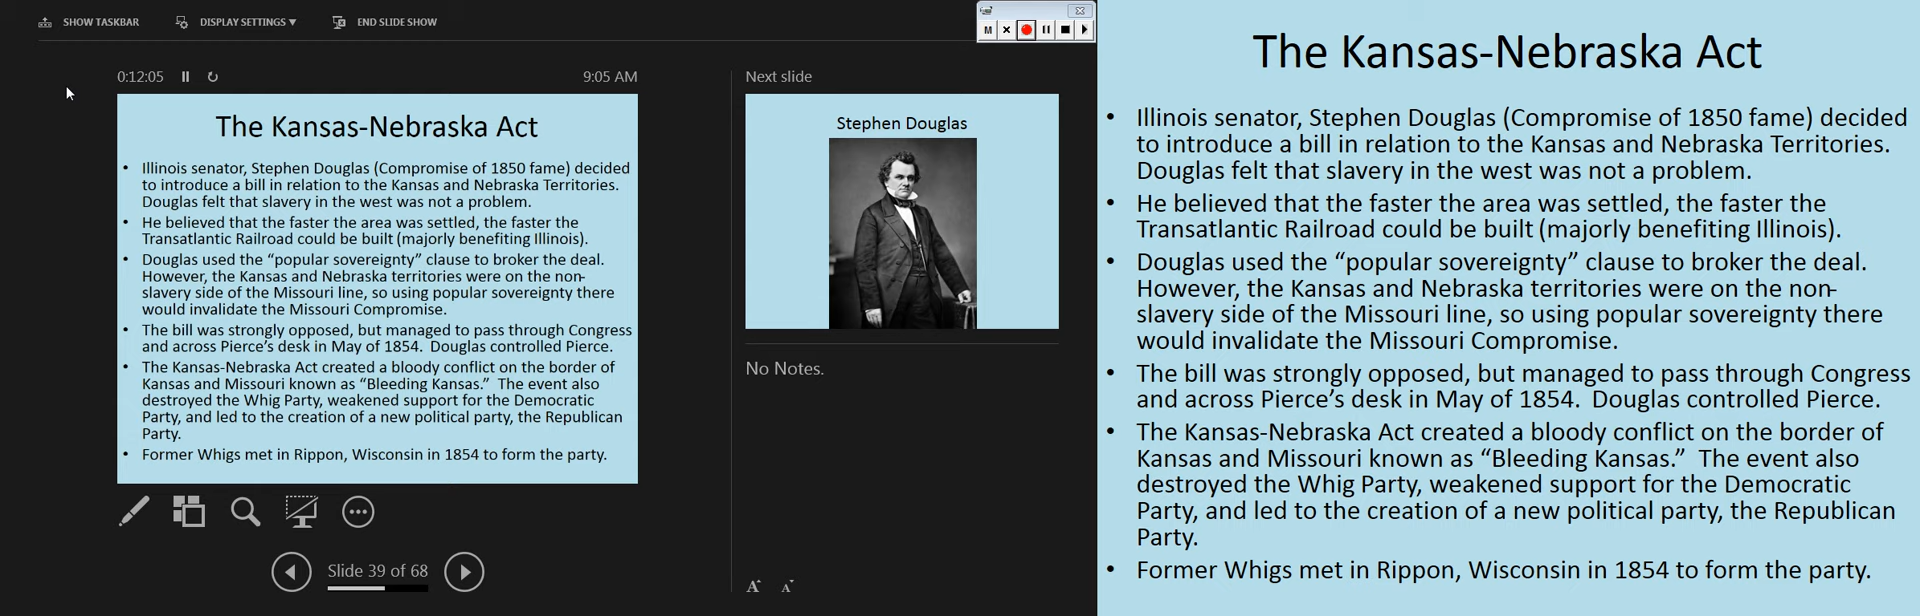 SHOW TASKBAR
DISPLAY SETTINGS ▼
END SLIDE SHOW
M
0:12:05
9:05 AM
The Kansas-Nebraska Act
• Illinois senator, Stephen Douglas (Compromise of 1850 fame) decided
to introduce a bill in relation to the Kansas and Nebraska Territories.
Douglas felt that slavery in the west was not a problem.
• He believed that the faster the area was settled, the faster the
Transatlantic Railroad could be built (majorly benefiting Illinois).
• Douglas used the “popular sovereignty” clause to broker the deal.
However, the Kansas and Nebraska territories were on the non-
slavery side of the Missouri line, so using popular sovereignty there
would invalidate the Missouri Compromise.
• The bill was strongly opposed, but managed to pass through Congress
and across Pierce’s desk in May of 1854. Douglas controlled Pierce.
• The Kansas-Nebraska Act created a bloody conflict on the border of
Kansas and Missouri known as “Bleeding Kansas.” The event also
destroyed the Whig Party, weakened support for the Democratic
Party, and led to the creation of a new political party, the Republican
Party.
• Former Whigs met in Rippon, Wisconsin in 1854 to form the party.
Slide 39 of 68
Next slide
Stephen Douglas
No Notes.
A A
The Kansas-Nebraska Act
• Illinois senator, Stephen Douglas (Compromise of 1850 fame) decided
to introduce a bill in relation to the Kansas and Nebraska Territories.
Douglas felt that slavery in the west was not a problem.
• He believed that the faster the area was settled, the faster the
Transatlantic Railroad could be built (majorly benefiting Illinois).
• Douglas used the “popular sovereignty” clause to broker the deal.
However, the Kansas and Nebraska territories were on the non-
slavery side of the Missouri line, so using popular sovereignty there
would invalidate the Missouri Compromise.
• The bill was strongly opposed, but managed to pass through Congress
and across Pierce’s desk in May of 1854. Douglas controlled Pierce.
• The Kansas-Nebraska Act created a bloody conflict on the border of
Kansas and Missouri known as “Bleeding Kansas.” The event also
destroyed the Whig Party, weakened support for the Democratic
Party, and led to the creation of a new political party, the Republican
Party.
• Former Whigs met in Rippon, Wisconsin in 1854 to form the party.